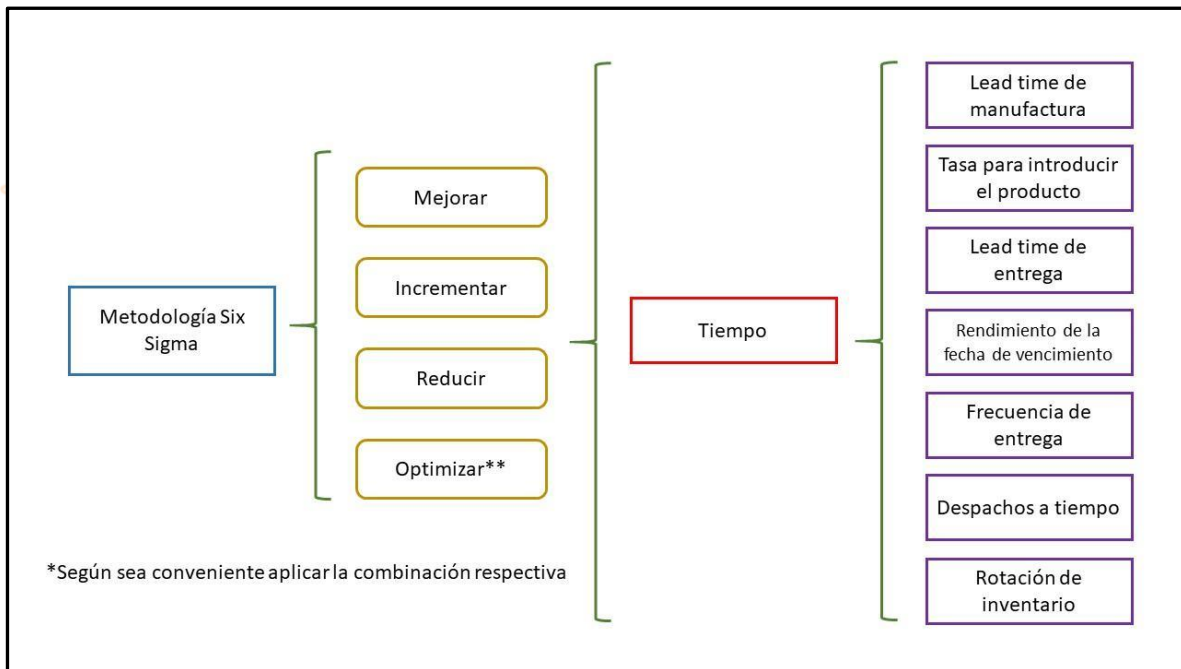 Metodología Six
Sigma
Mejorar
Incrementar
Reducir
Optimizar**
*Según sea conveniente aplicar la combinación respectiva
Tiempo
Lead time de
manufactura
Tasa para introducir
el producto
Lead time de
entrega
Rendimiento de la
fecha de vencimiento
Frecuencia de
entrega
Despachos a tiempo
Rotación de
inventario